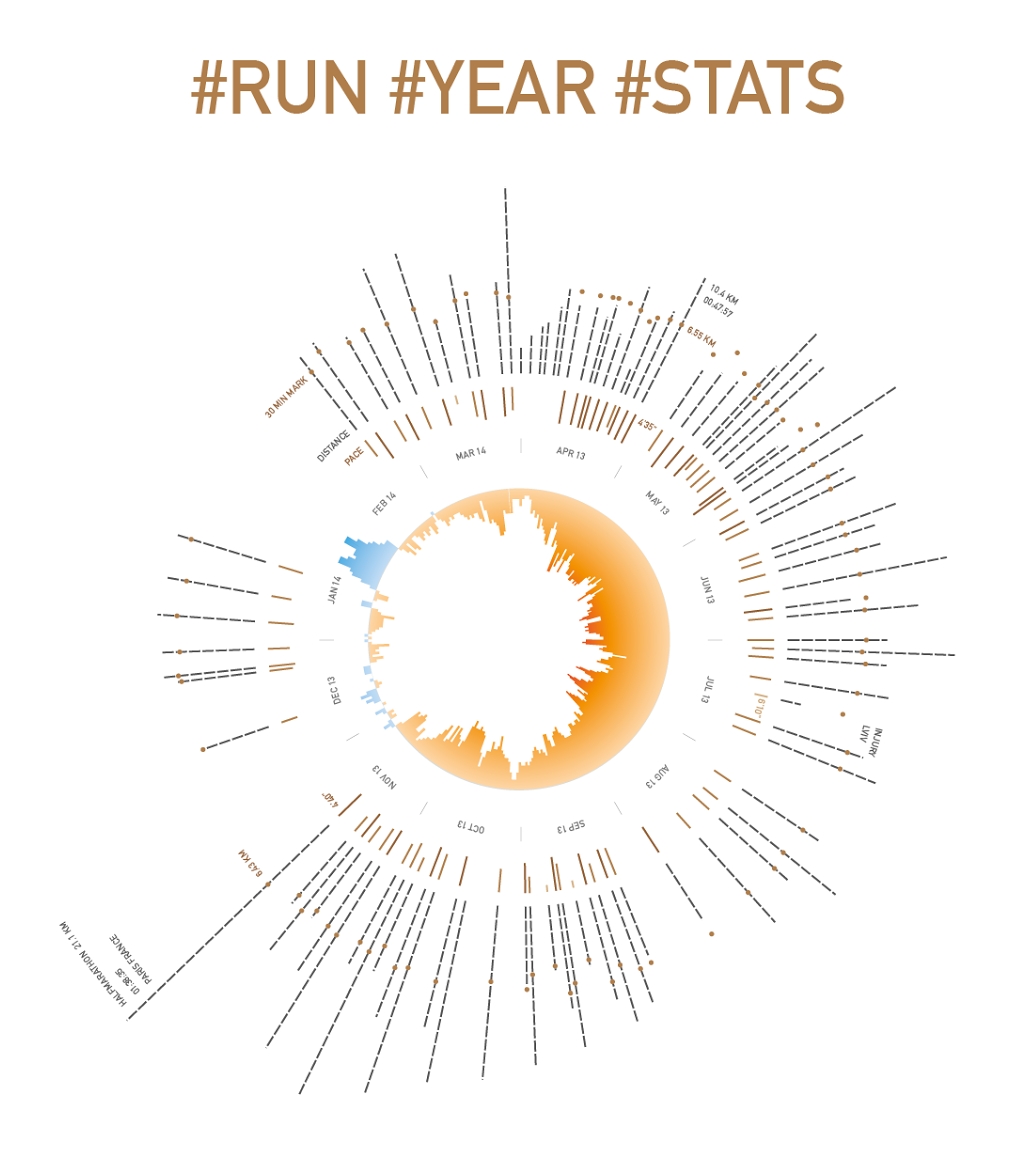 #RUN #YEAR #STATS
10.4 KM
00:47:57
6.55 KM
30 MIN MARK
DISTANCE
PACE
4'35"
MAR 14
APR 13
FEB 14
MAY 13
JAN 14
JUN 13
DEC 13
JUL 13
6'10"
INJURY
LVIV
NOV 13
AUG 13
OCT 13
SEP 13
4'40"
6.43 KM
HALFMARATHON 21.1 KM
01:38:35
PARIS FRANCE